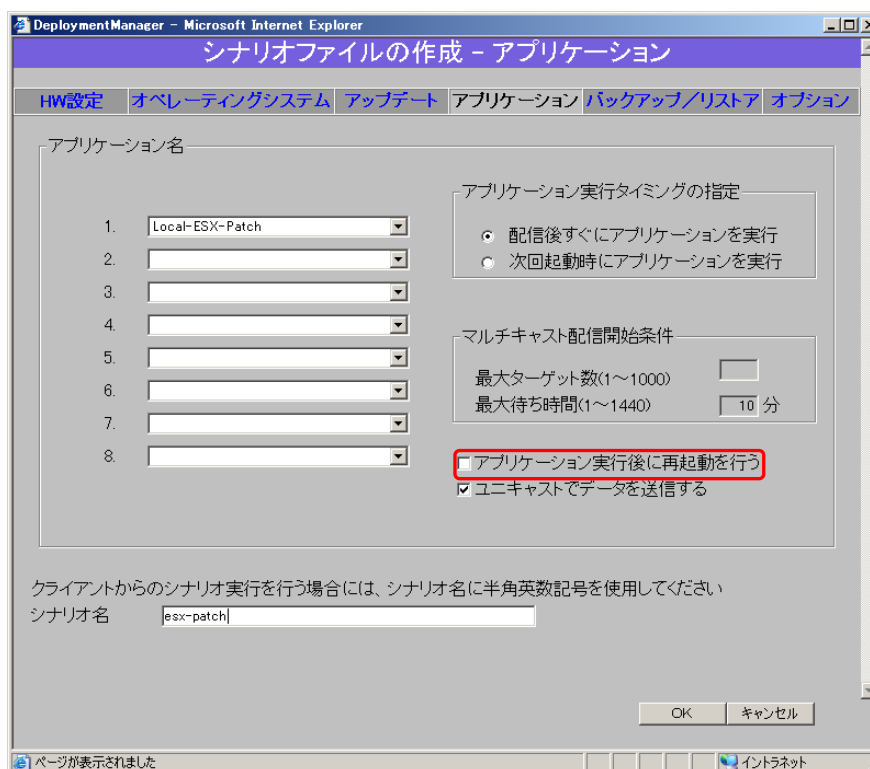 DeploymentManager - Microsoft Internet Explorer
シナリオファイルの作成 - アプリケーション
HW設定 オペレーティングシステム アップデート アプリケーション バックアップ／リストア オプション
アプリケーション名
1. Local-ESX-Patch
2.
3.
4.
5.
6.
7.
8.
アプリケーション実行タイミングの指定
配信後すぐにアプリケーションを実行
次回起動時にアプリケーションを実行
マルチキャスト配信開始条件
最大ターゲット数(1～1000)
最大待ち時間(1～1440) 10 分
アプリケーション実行後に再起動を行う
ユニキャストでデータを送信する
クライアントからのシナリオ実行を行う場合には、シナリオ名に半角英数記号を使用してください
シナリオ名 esx-patch
OK キャンセル
ページが表示されました イントラネット